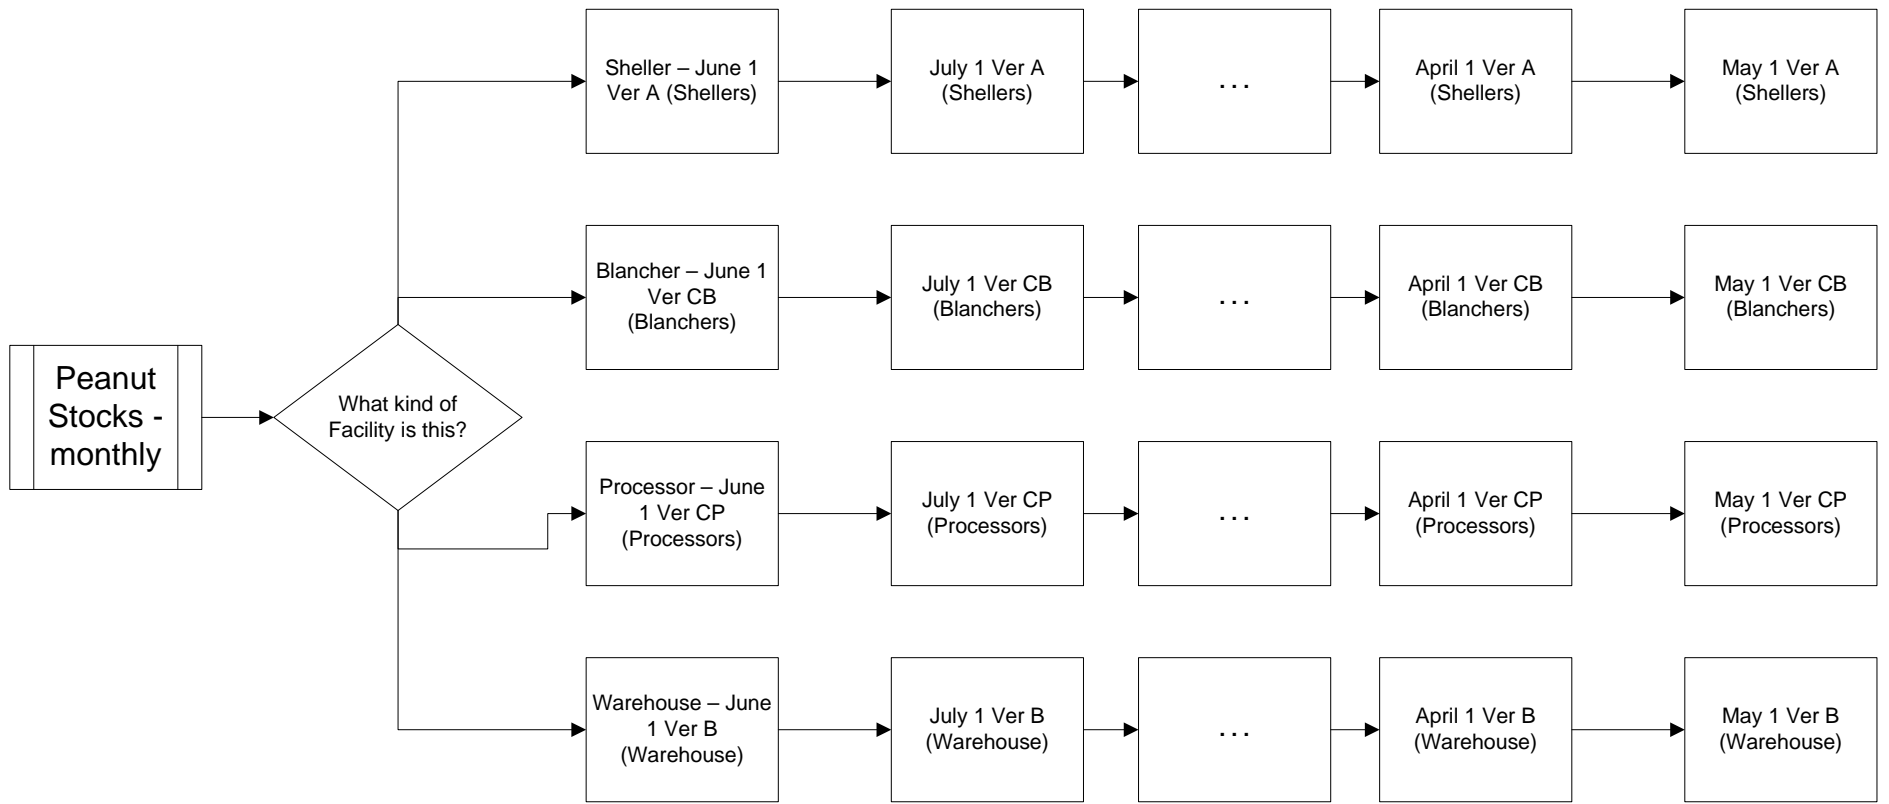 Sheller – June 1
Ver A (Shellers)
July 1 Ver A
(Shellers)
. . .
April 1 Ver A
(Shellers)
May 1 Ver A
(Shellers)
Blancher – June 1
Ver CB
(Blanchers)
July 1 Ver CB
(Blanchers)
. . .
April 1 Ver CB
(Blanchers)
May 1 Ver CB
(Blanchers)
Peanut
Stocks -
monthly
What kind of
Facility is this?
Processor – June
1 Ver CP
(Processors)
July 1 Ver CP
(Processors)
. . .
April 1 Ver CP
(Processors)
May 1 Ver CP
(Processors)
Warehouse – June
1 Ver B
(Warehouse)
July 1 Ver B
(Warehouse)
. . .
April 1 Ver B
(Warehouse)
May 1 Ver B
(Warehouse)